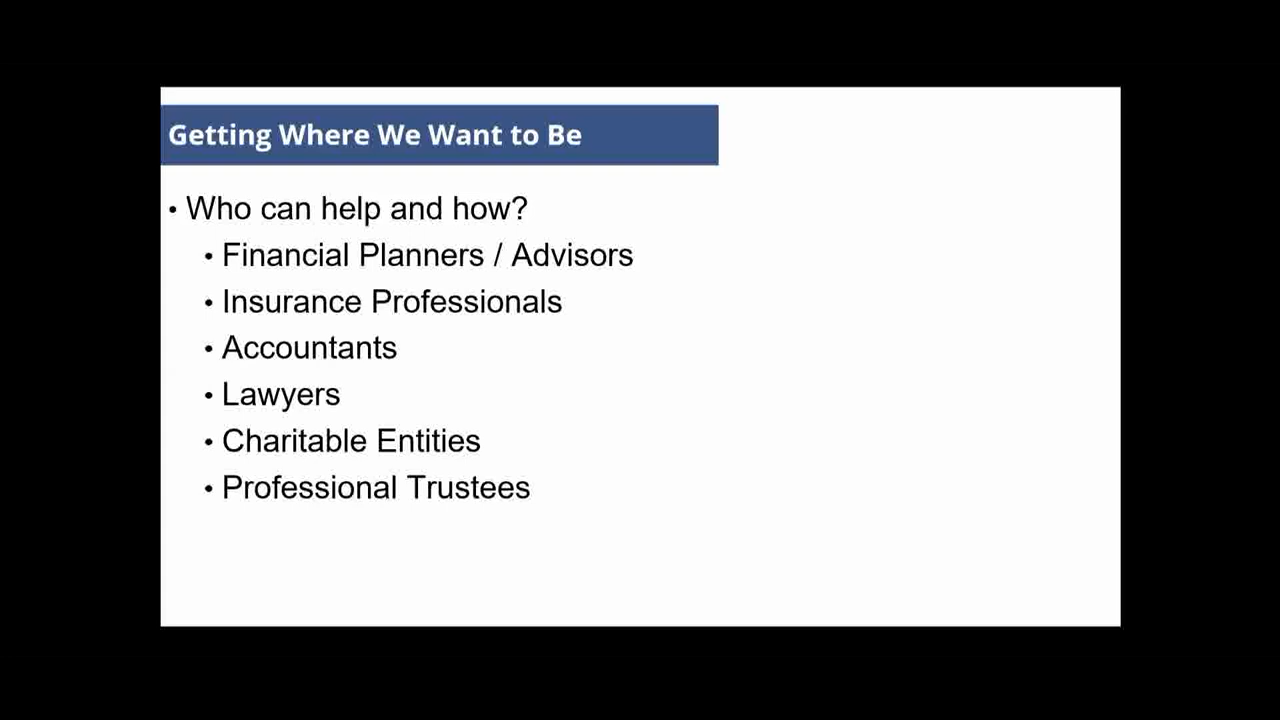 Getting Where We Want to Be
• Who can help and how?
• Financial Planners / Advisors
• Insurance Professionals
• Accountants
• Lawyers
• Charitable Entities
• Professional Trustees